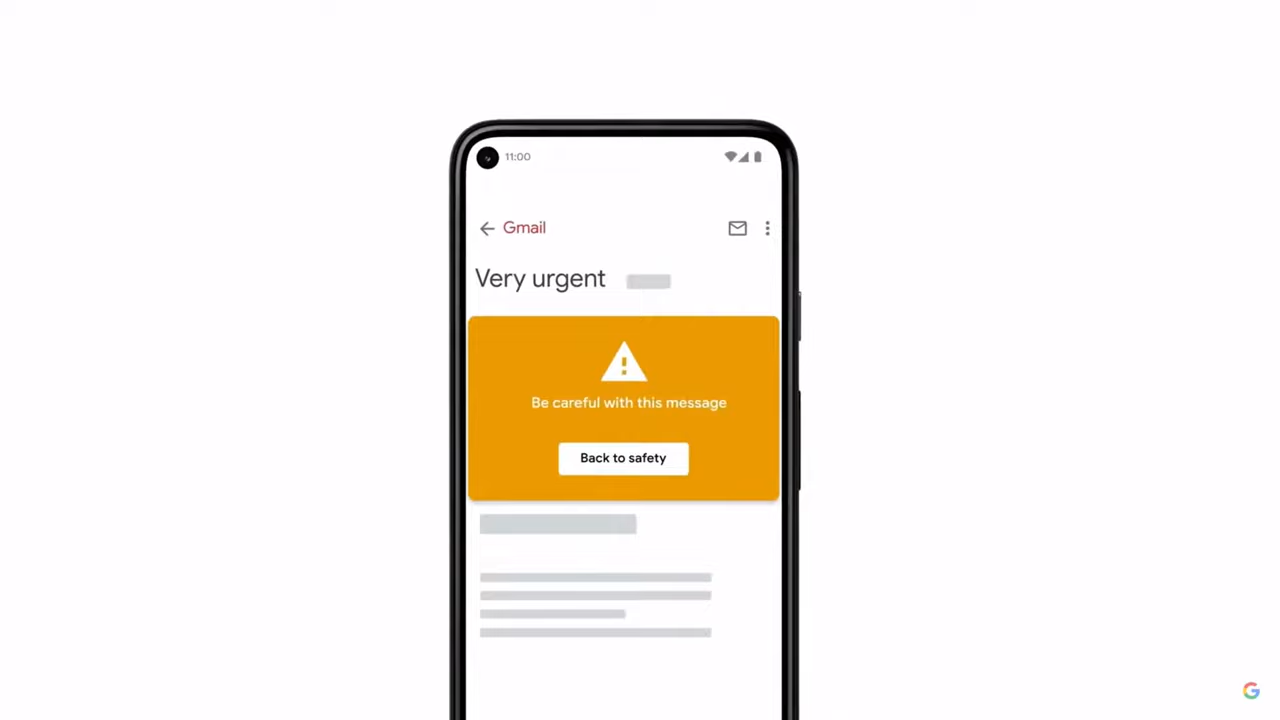 11:00
Gmail
Very urgent
Be careful with this message
Back to safety